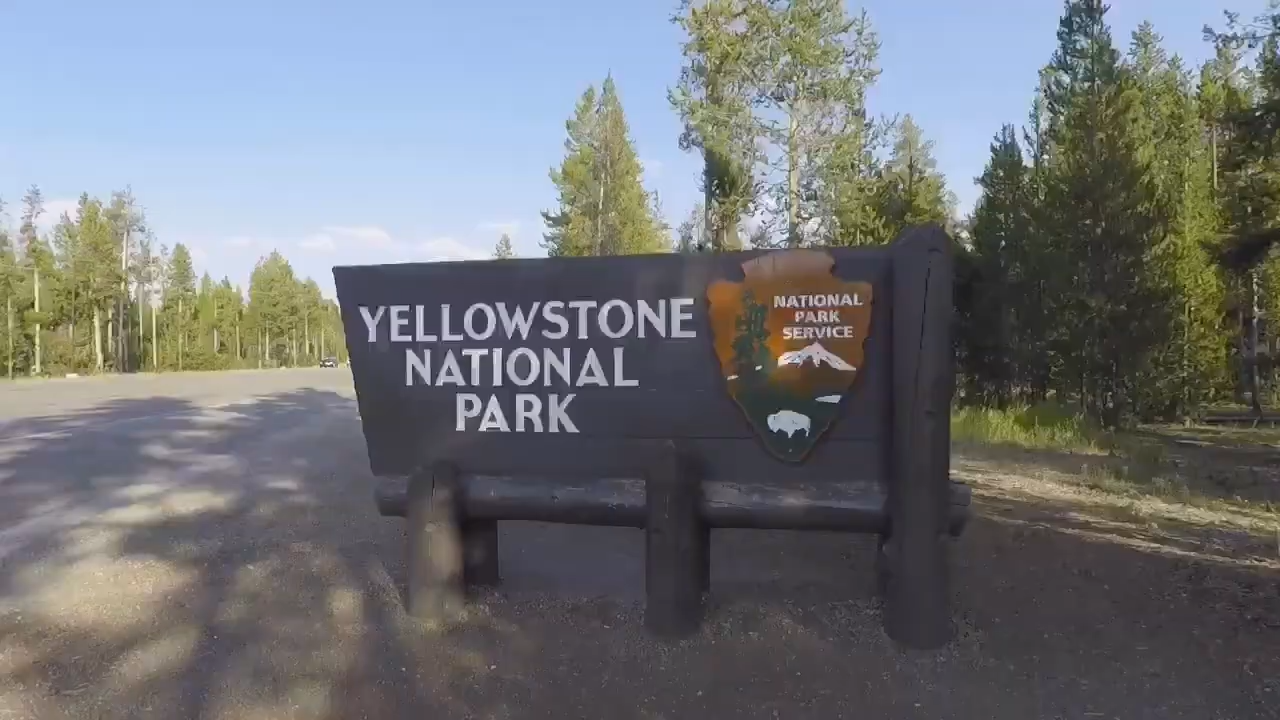 YELLOWSTONE
NATIONAL
PARK
NATIONAL
PARK
SERVICE